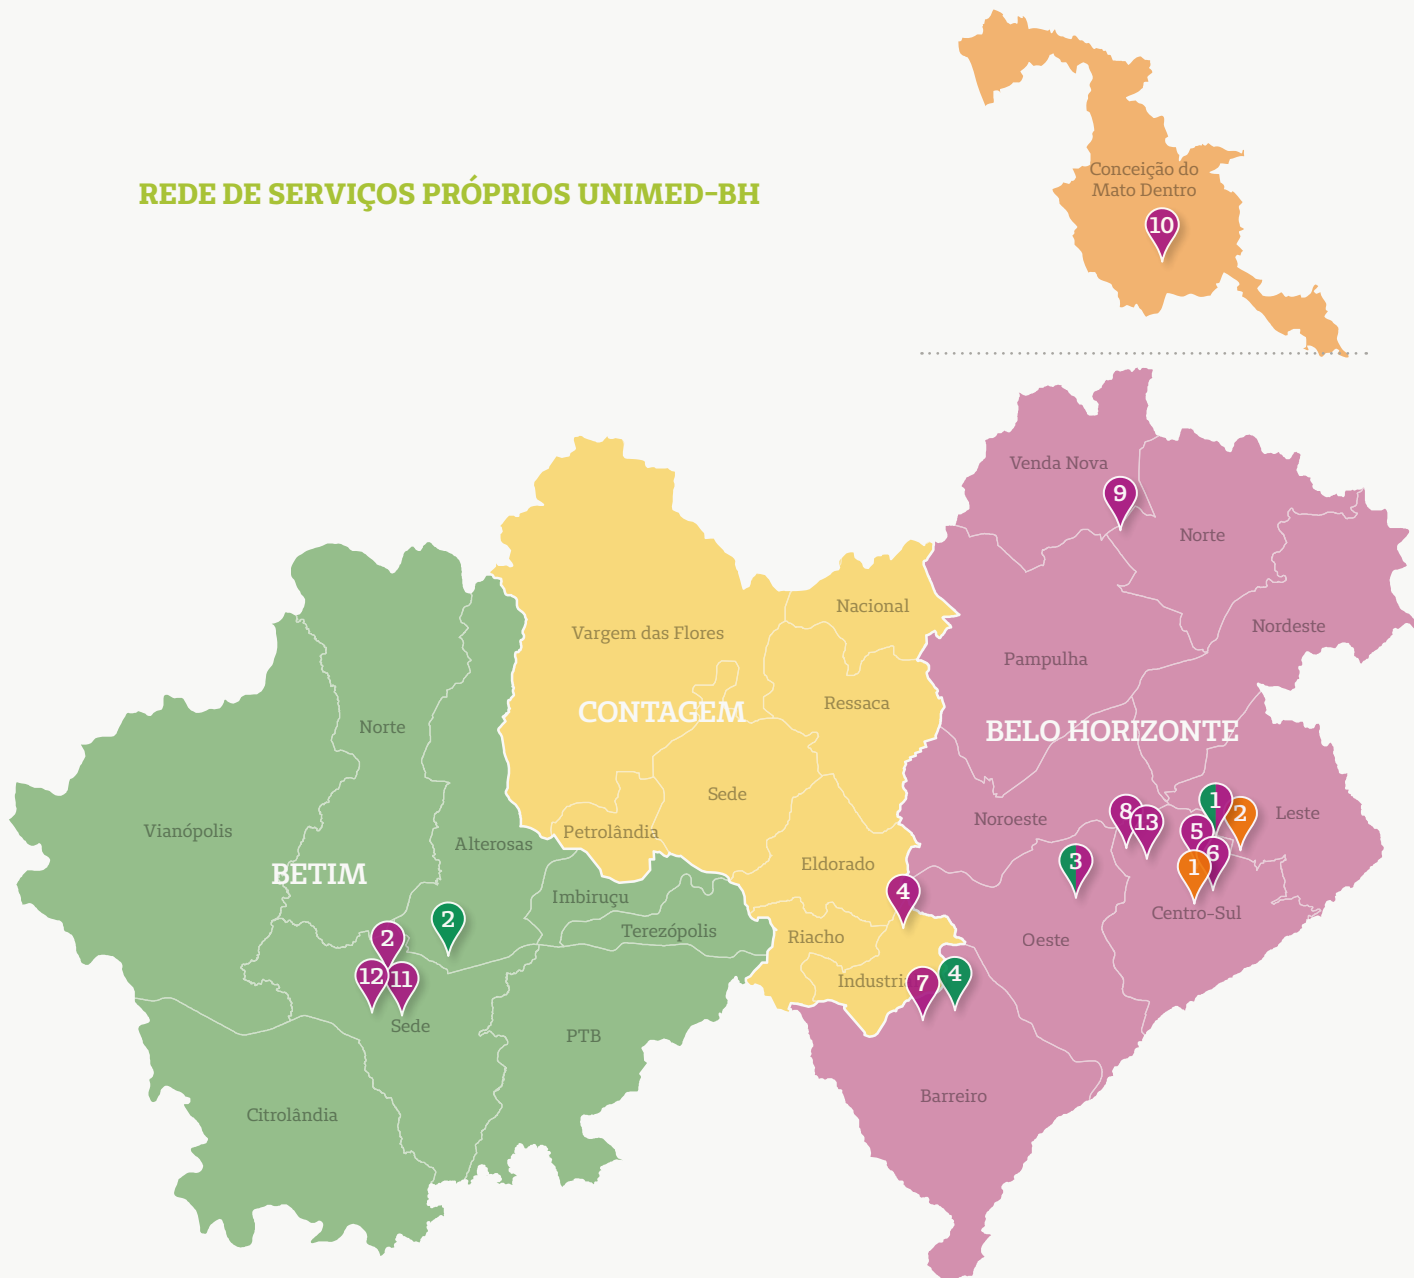 Conceição do
Mato Dentro
REDE DE SERVIÇOS PRÓPRIOS UNIMED-BH
10
Venda Nova
9
Norte
Nacional
Nordeste
Vargem das Flores
Pampulha
Ressaca
CONTAGEM
Norte
BELO HORIZONTE
Sede
1
8
2
Noroeste
Leste
13
Vianópolis
Petrolândia
5
Alterosas
6
3
Eldorado
1
BETIM
4
Imbiruçu
Centro-Sul
2
Terezópolis
2
Riacho
Oeste
12
11
Industri
7
4
Sede
PTB
Barreiro
Citrolândia